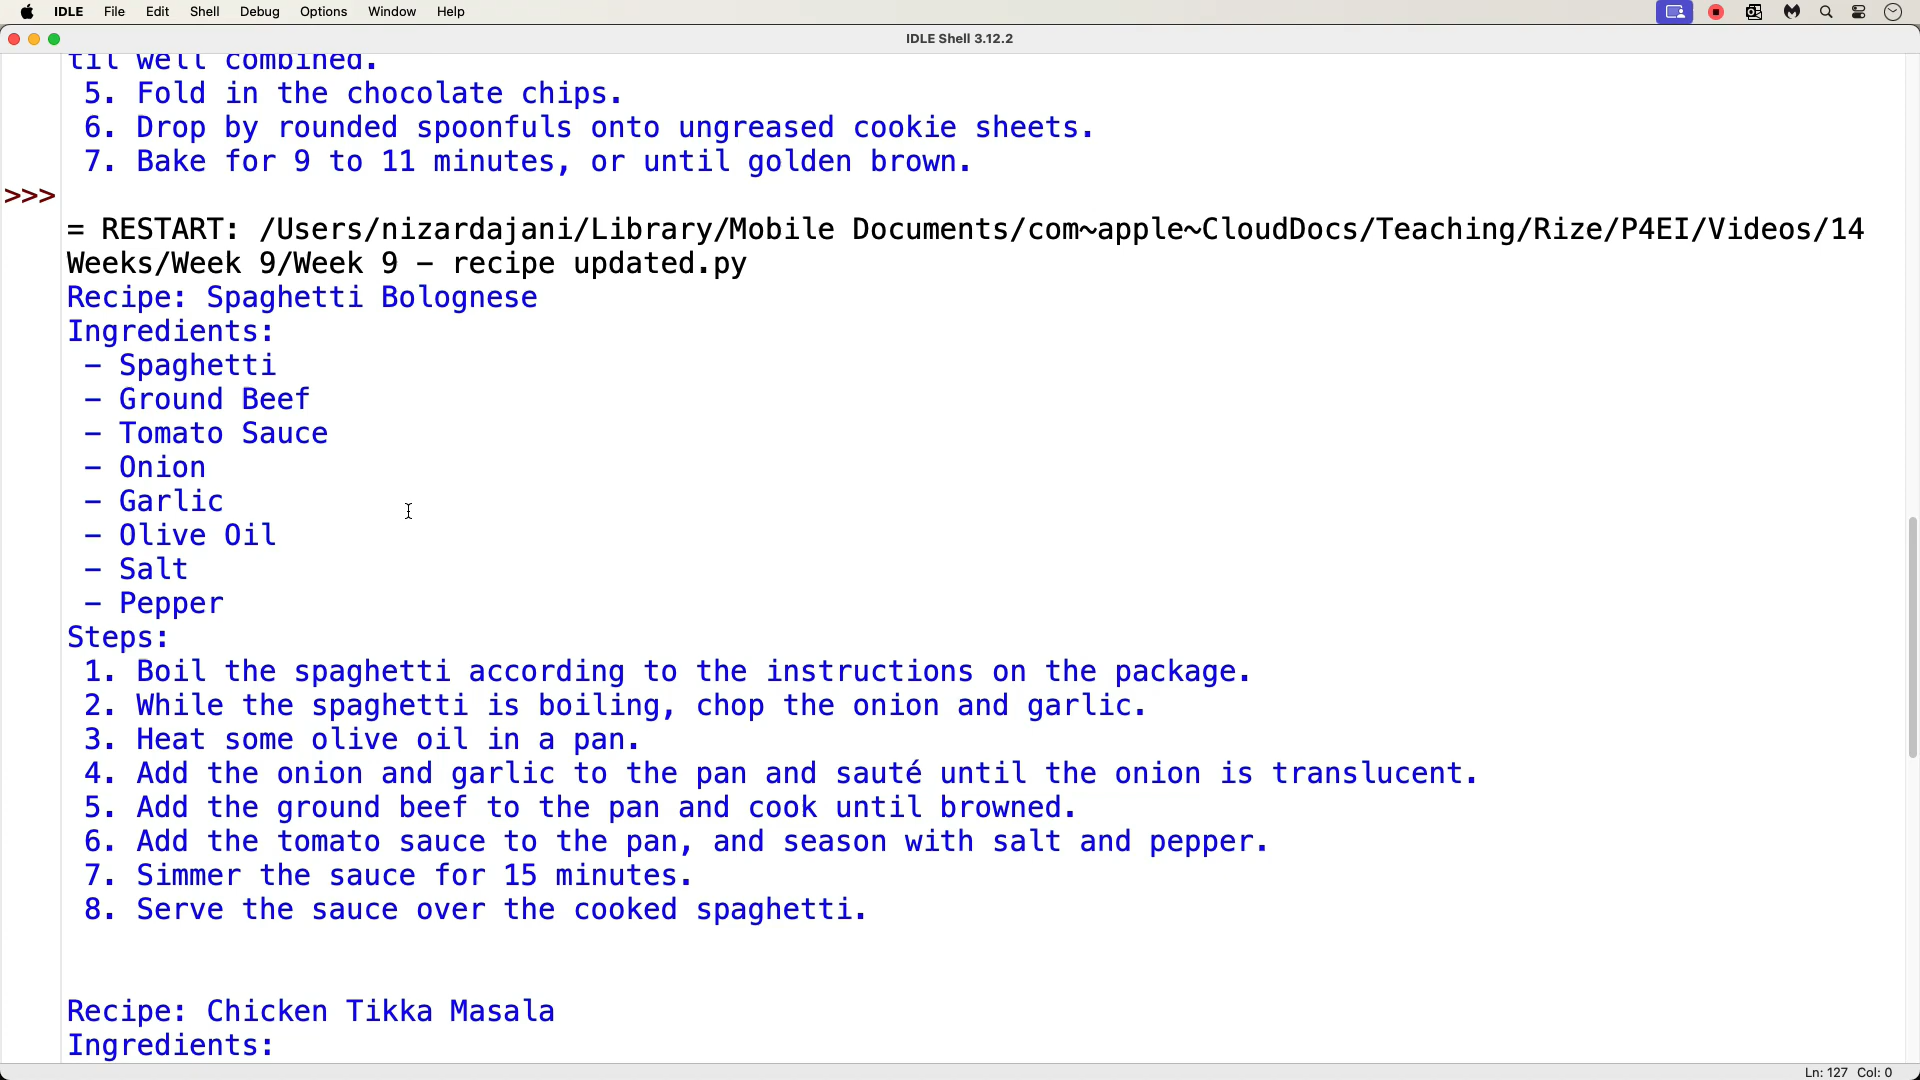 IDLE File Edit Shell Debug Options Window Help
IDLE Shell 3.12.2
til well combined.
5. Fold in the chocolate chips.
6. Drop by rounded spoonfuls onto ungreased cookie sheets.
7. Bake for 9 to 11 minutes, or until golden brown.
>>>
= RESTART: /Users/nizardajani/Library/Mobile Documents/com~apple~CloudDocs/Teaching/Rize/P4EI/Videos/14
Weeks/Week 9/Week 9 – recipe updated.py
Recipe: Spaghetti Bolognese
Ingredients:
– Spaghetti
– Ground Beef
– Tomato Sauce
– Onion
– Garlic
– Olive Oil
– Salt
– Pepper
Steps:
1. Boil the spaghetti according to the instructions on the package.
2. While the spaghetti is boiling, chop the onion and garlic.
3. Heat some olive oil in a pan.
4. Add the onion and garlic to the pan and sauté until the onion is translucent.
5. Add the ground beef to the pan and cook until browned.
6. Add the tomato sauce to the pan, and season with salt and pepper.
7. Simmer the sauce for 15 minutes.
8. Serve the sauce over the cooked spaghetti.
Recipe: Chicken Tikka Masala
Ingredients:
Ln: 127 Col: 0